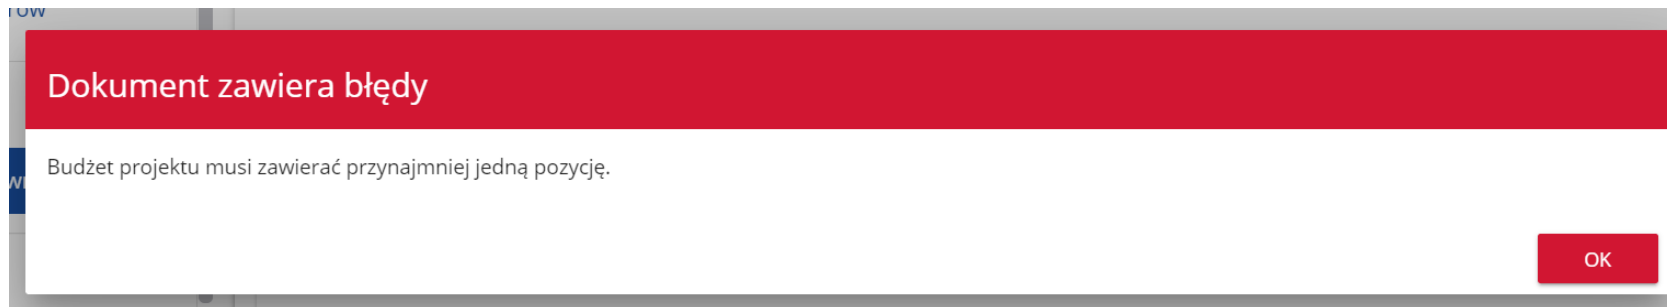 Dokument zawiera błędy
Budżet projektu musi zawierać przynajmniej jedną pozycję.
OK